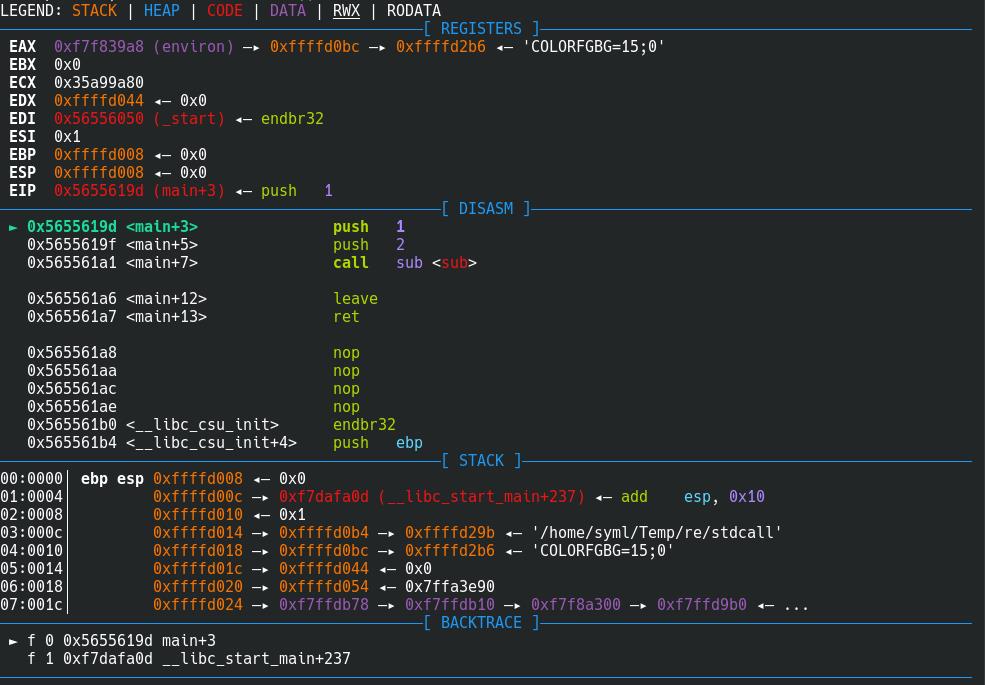 LEGEND: STACK | HEAP | CODE | DATA | RWX | RODATA
[ REGISTERS ]
EAX 0xf7f839a8 (environ) —▸ 0xffffd0bc —▸ 0xffffd2b6 ◂— 'COLORFGBG=15;0'
EBX 0x0
ECX 0x35a99a80
EDX 0xffffd044 ◂— 0x0
EDI 0x56556050 (_start) ◂— endbr32
ESI 0x1
EBP 0xffffd008 ◂— 0x0
ESP 0xffffd008 ◂— 0x0
EIP 0x5655619d (main+3) ◂— push 1
[ DISASM ]
► 0x5655619d <main+3> push 1
0x5655619f <main+5> push 2
0x565561a1 <main+7> call sub <sub>
0x565561a6 <main+12> leave
0x565561a7 <main+13> ret
0x565561a8 nop
0x565561aa nop
0x565561ac nop
0x565561ae nop
0x565561b0 <__libc_csu_init> endbr32
0x565561b4 <__libc_csu_init+4> push ebp
[ STACK ]
00:0000│ ebp esp 0xffffd008 ◂— 0x0
01:0004│ 0xffffd00c —▸ 0xf7dafa0d (__libc_start_main+237) ◂— add esp, 0x10
02:0008│ 0xffffd010 ◂— 0x1
03:000c│ 0xffffd014 —▸ 0xffffd0b4 —▸ 0xffffd29b ◂— '/home/syml/Temp/re/stdcall'
04:0010│ 0xffffd018 —▸ 0xffffd0bc —▸ 0xffffd2b6 ◂— 'COLORFGBG=15;0'
05:0014│ 0xffffd01c —▸ 0xffffd044 ◂— 0x0
06:0018│ 0xffffd020 —▸ 0xffffd054 ◂— 0x7ffa3e90
07:001c│ 0xffffd024 —▸ 0xf7ffdb78 —▸ 0xf7ffdb10 —▸ 0xf7f8a300 —▸ 0xf7ffd9b0 ◂— ...
[ BACKTRACE ]
► f 0 0x5655619d main+3
f 1 0xf7dafa0d __libc_start_main+237